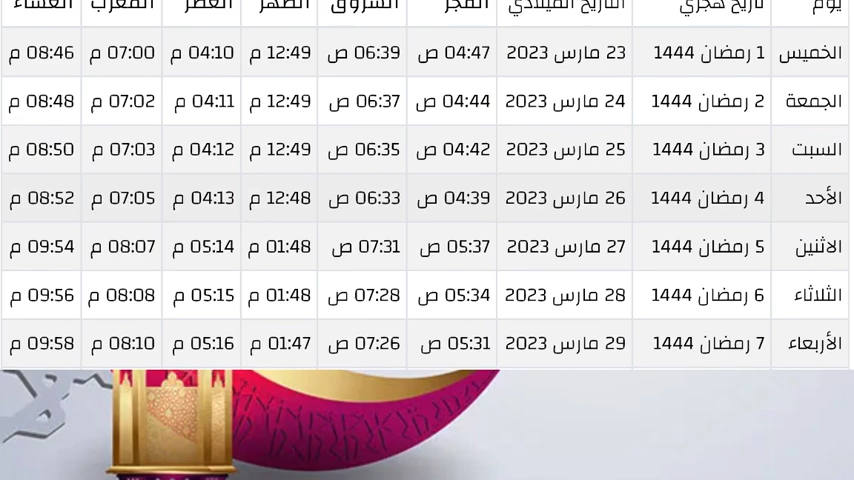 يوم تاريخ هجري التاريخ الميلادي الفجر الشروق الظهر العصر المغرب العشاء
الخميس 1 رمضان 1444 23 مارس 2023 04:47 ص 06:39 ص 12:49 م 04:10 م 07:00 م 08:46 م
الجمعة 2 رمضان 1444 24 مارس 2023 04:44 ص 06:37 ص 12:49 م 04:11 م 07:02 م 08:48 م
السبت 3 رمضان 1444 25 مارس 2023 04:42 ص 06:35 ص 12:49 م 04:12 م 07:03 م 08:50 م
الأحد 4 رمضان 1444 26 مارس 2023 04:39 ص 06:33 ص 12:48 م 04:13 م 07:05 م 08:52 م
الاثنين 5 رمضان 1444 27 مارس 2023 05:37 ص 07:31 ص 01:48 م 05:14 م 08:07 م 09:54 م
الثلاثاء 6 رمضان 1444 28 مارس 2023 05:34 ص 07:28 ص 01:48 م 05:15 م 08:08 م 09:56 م
الأربعاء 7 رمضان 1444 29 مارس 2023 05:31 ص 07:26 ص 01:47 م 05:16 م 08:10 م 09:58 م